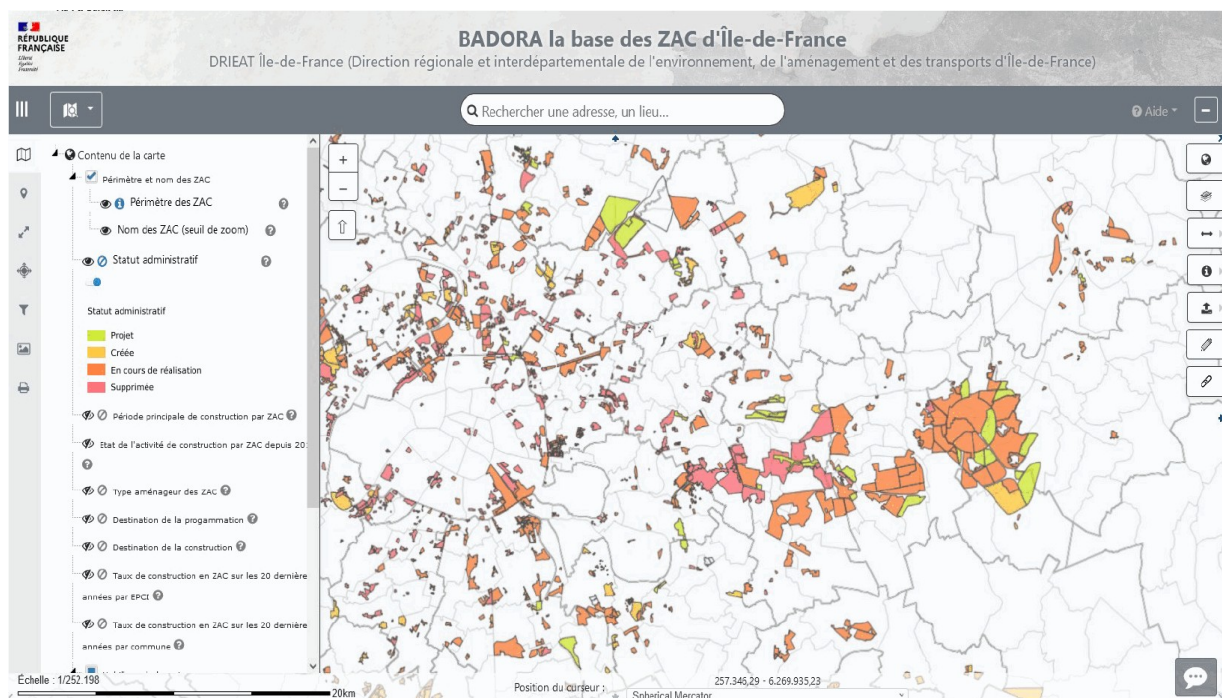 RÉPUBLIQUE
FRANÇAISE
Liberté
Égalité
Fraternité
BADORA la base des ZAC d'Île-de-France
DRIEAT Île-de-France (Direction régionale et interdépartementale de l'environnement, de l'aménagement et des transports d'Île-de-France)
Rechercher une adresse, un lieu...
Aide
Contenu de la carte
Périmètre et nom des ZAC
Périmètre des ZAC
Nom des ZAC (seuil de zoom)
Statut administratif
Statut administratif
Projet
Créée
En cours de réalisation
Supprimée
Période principale de construction par ZAC
Etat de l'activité de construction par ZAC depuis 20
Type aménageur des ZAC
Destination de la progammation
Destination de la construction
Taux de construction en ZAC sur les 20 dernière
années par EPCI
Taux de construction en ZAC sur les 20 dernière
années par commune
Échelle : 1/252.198
20km
Position du curseur :
257.346,29 - 6.269.935,23
Spherical Mercator